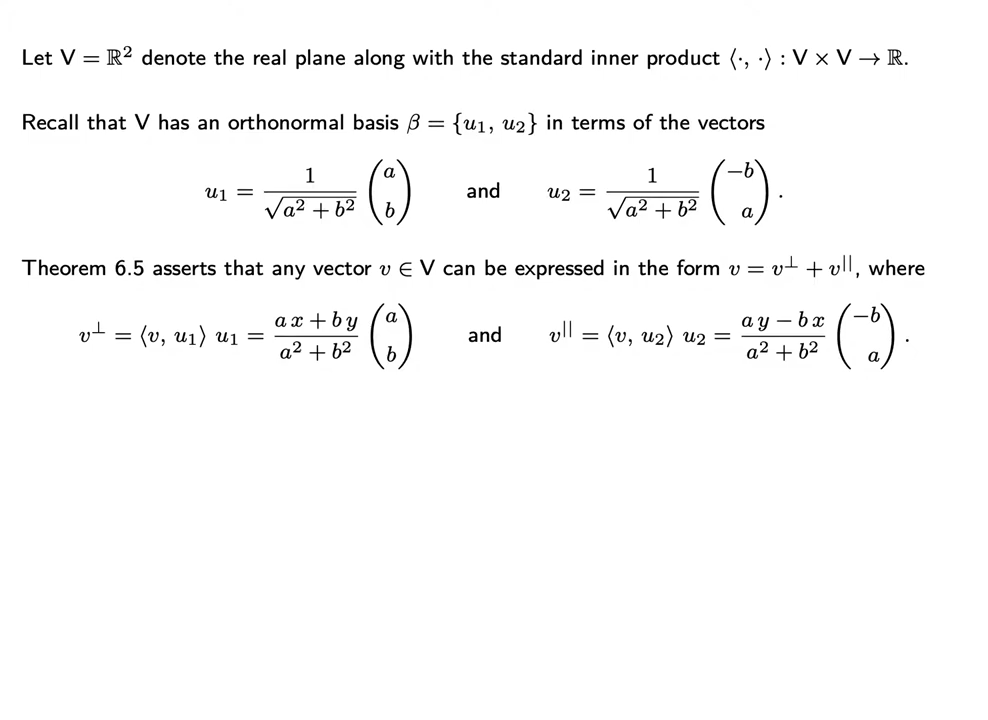 Let V = ℝ² denote the real plane along with the standard inner product ⟨·, ·⟩ : V × V → ℝ.
Recall that V has an orthonormal basis β = {u₁, u₂} in terms of the vectors
u₁ = 1/√(a² + b²) (a b) and u₂ = 1/√(a² + b²) (−b a).
Theorem 6.5 asserts that any vector v ∈ V can be expressed in the form v = v^⊥ + v^||, where
v^⊥ = ⟨v, u₁⟩ u₁ = (a x + b y)/(a² + b²) (a b) and v^|| = ⟨v, u₂⟩ u₂ = (a y − b x)/(a² + b²) (−b a).